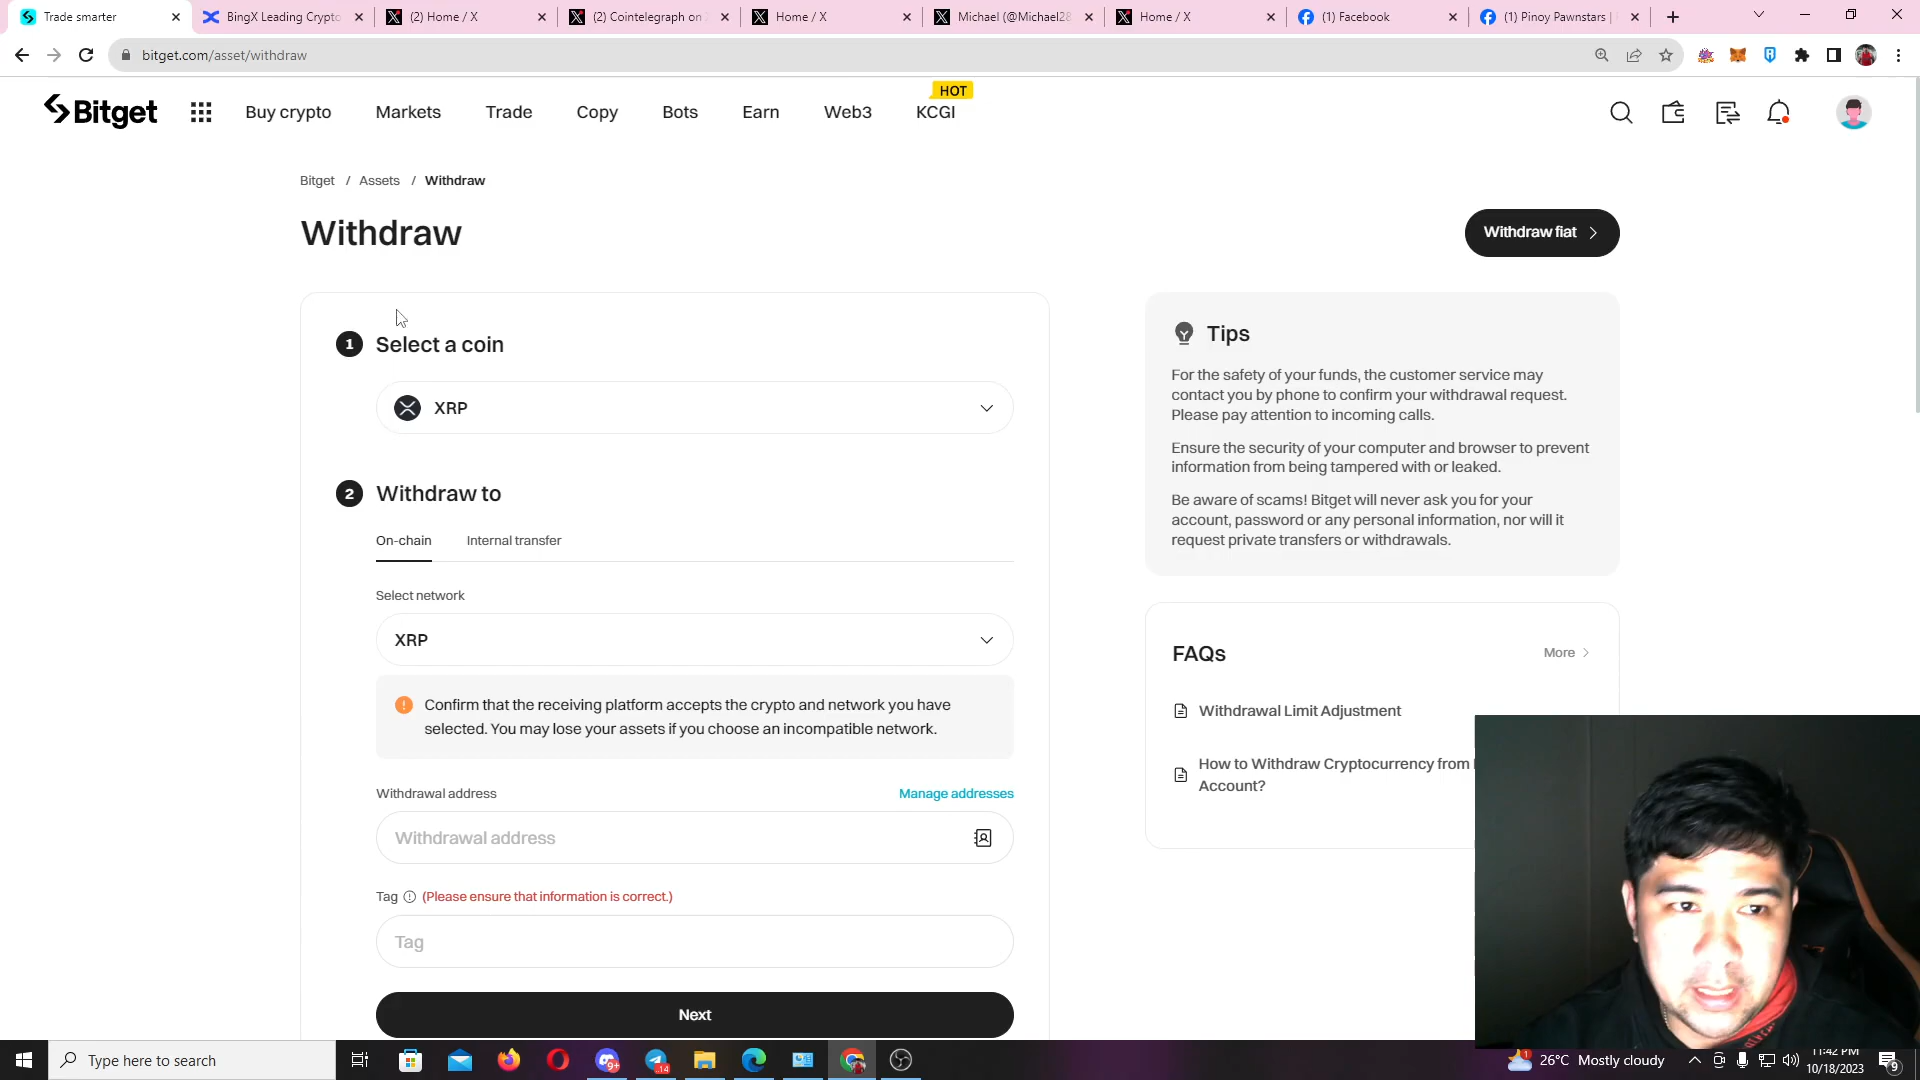 Trade smarter
BingX Leading Crypto
(2) Home / X
(2) Cointelegraph on
Home / X
Michael (@Michael28
Home / X
(1) Facebook
(1) Pinoy Pawnstars |
bitget.com/asset/withdraw
Bitget
Buy crypto
Markets
Trade
Copy
Bots
Earn
Web3
KCGI
HOT
Bitget / Assets / Withdraw
Withdraw
Withdraw fiat
1 Select a coin
XRP
2 Withdraw to
On-chain
Internal transfer
Select network
XRP
Confirm that the receiving platform accepts the crypto and network you have
selected. You may lose your assets if you choose an incompatible network.
Withdrawal address
Manage addresses
Withdrawal address
Tag (Please ensure that information is correct.)
Tag
Next
Tips
For the safety of your funds, the customer service may
contact you by phone to confirm your withdrawal request.
Please pay attention to incoming calls.
Ensure the security of your computer and browser to prevent
information from being tampered with or leaked.
Be aware of scams! Bitget will never ask you for your
account, password or any personal information, nor will it
request private transfers or withdrawals.
FAQs
More
Withdrawal Limit Adjustment
How to Withdraw Cryptocurrency from
Account?
Type here to search
9+
14
1
26°C Mostly cloudy
11:42 PM
10/18/2023
9